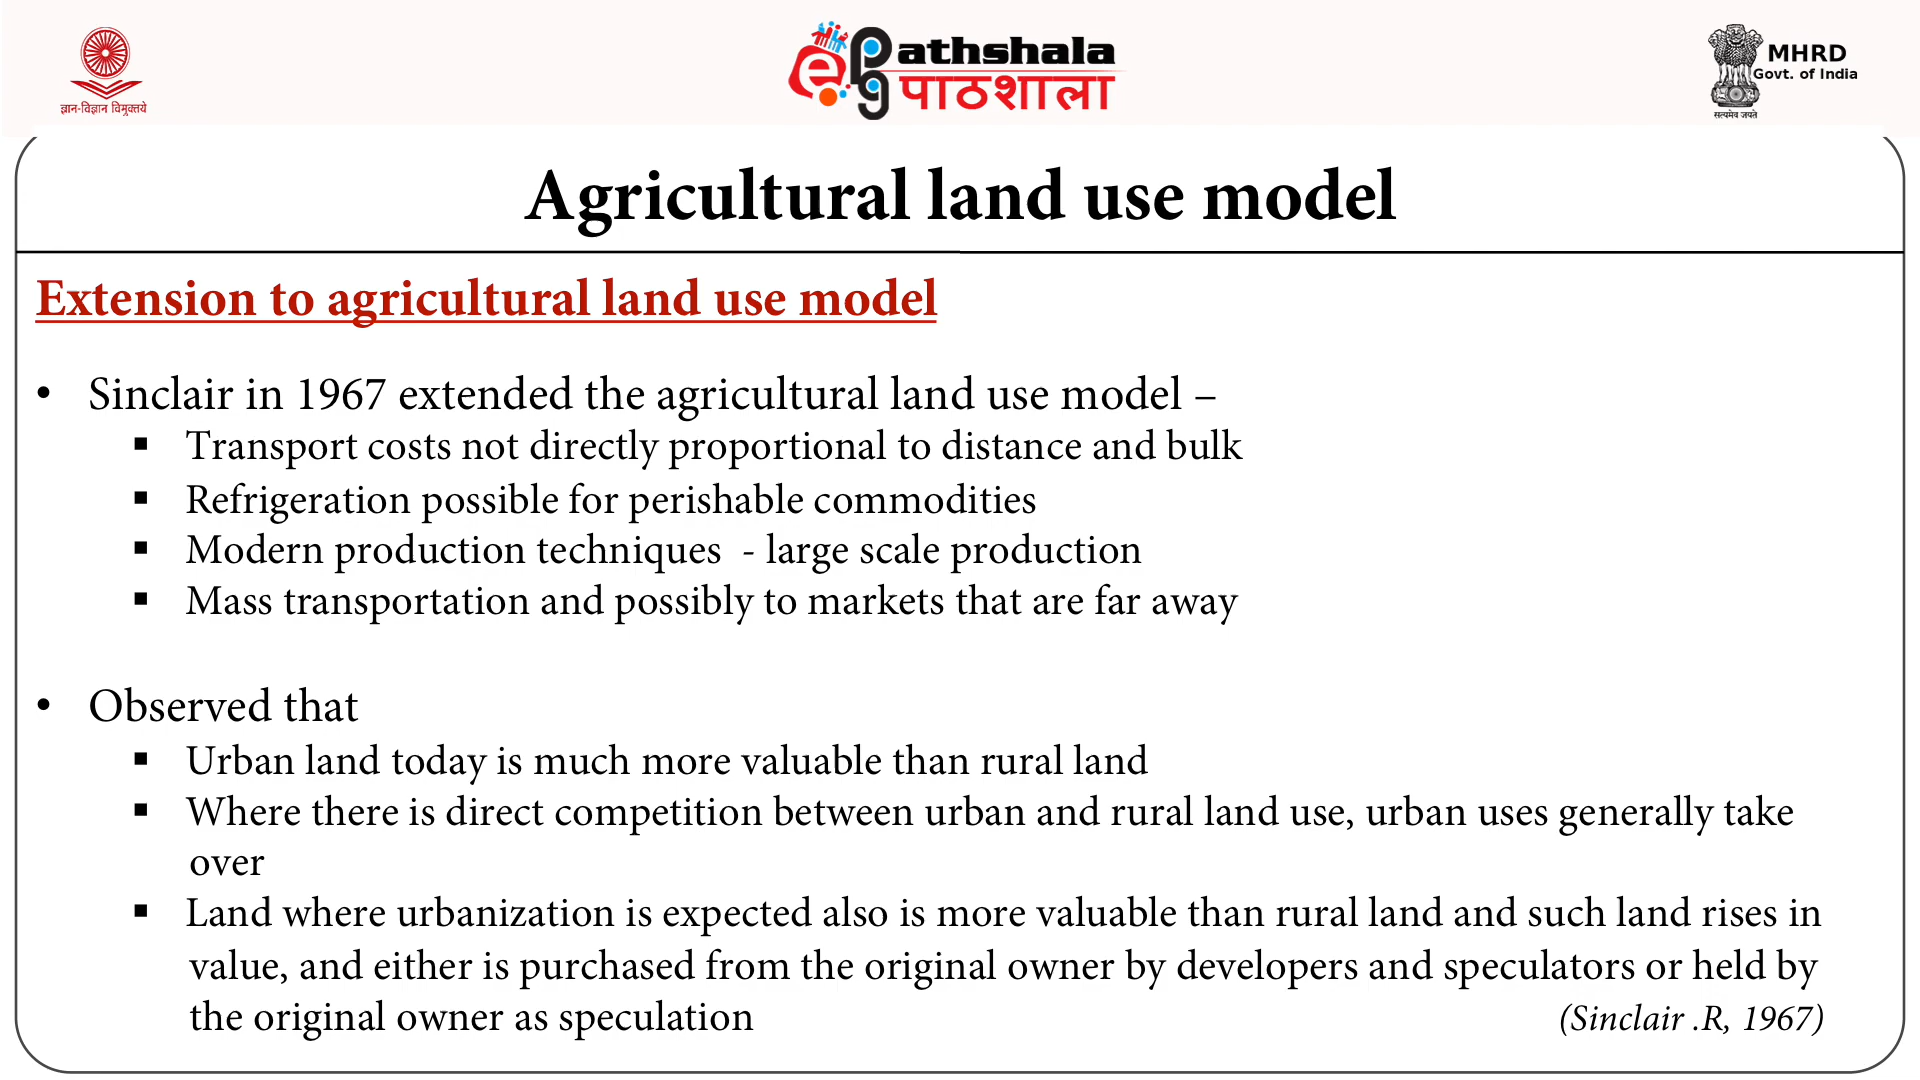 ज्ञान-विज्ञान विमुक्तये
e pg athshala
पाठशाला
MHRD
Govt. of India
सत्यमेव जयते
Agricultural land use model
Extension to agricultural land use model
• Sinclair in 1967 extended the agricultural land use model –
▪ Transport costs not directly proportional to distance and bulk
▪ Refrigeration possible for perishable commodities
▪ Modern production techniques - large scale production
▪ Mass transportation and possibly to markets that are far away
• Observed that
▪ Urban land today is much more valuable than rural land
▪ Where there is direct competition between urban and rural land use, urban uses generally take
over
▪ Land where urbanization is expected also is more valuable than rural land and such land rises in
value, and either is purchased from the original owner by developers and speculators or held by
the original owner as speculation (Sinclair .R, 1967)